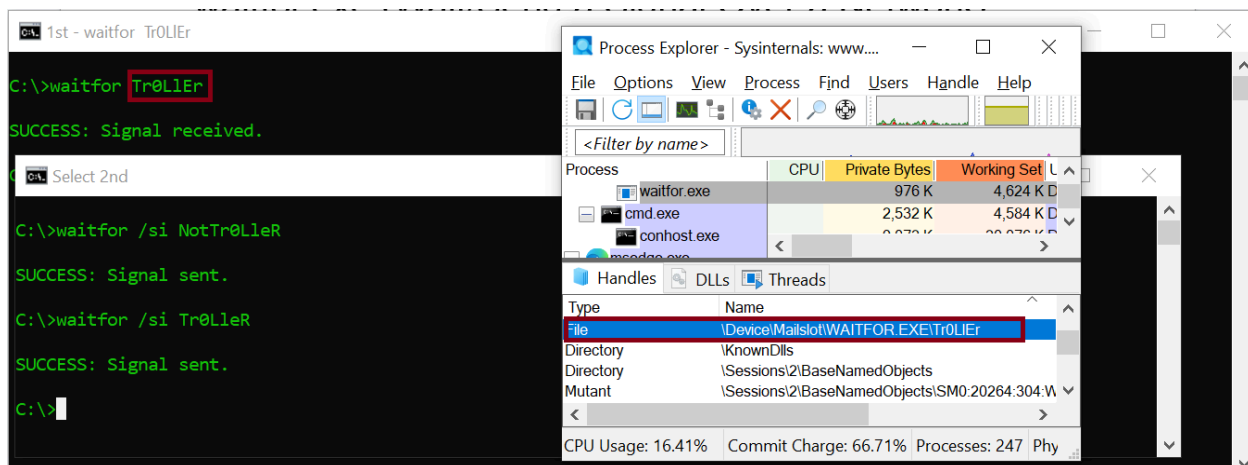 1st - waitfor Tr0LlEr
C:\>waitfor Tr0LlEr
SUCCESS: Signal received.
Select 2nd
C:\>waitfor /si NotTr0LleR
SUCCESS: Signal sent.
C:\>waitfor /si Tr0LleR
SUCCESS: Signal sent.
C:\>
Process Explorer - Sysinternals: www....
File Options View Process Find Users Handle Help
<Filter by name>
Process CPU Private Bytes Working Set
waitfor.exe 976 K 4,624 K D
cmd.exe 2,532 K 4,584 K D
conhost.exe
Handles DLLs Threads
Type Name
File \Device\Mailslot\WAITFOR.EXE\Tr0LlEr
Directory \KnownDlls
Directory \Sessions\2\BaseNamedObjects
Mutant \Sessions\2\BaseNamedObjects\SM0:20264:304:W
CPU Usage: 16.41% Commit Charge: 66.71% Processes: 247 Phy